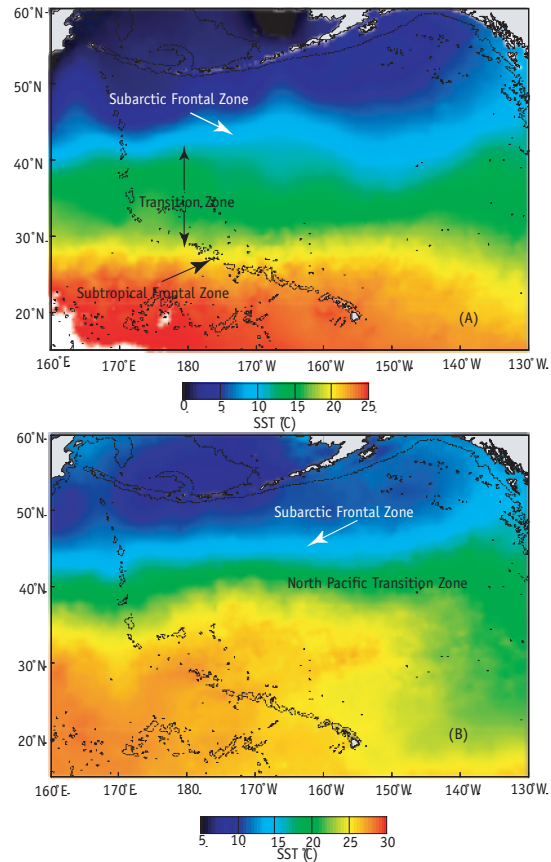 60°N
50°N
40°N
30°N.
20°N
Subarctic Frontal Zone
Transition Zone
Subtropical Frontal Zone
(A)
160°E 170°E 180° 170°W 160°W 150°W 140°W 130°W
0 5 10 15 20 25
SST (°C)
60°N-
50°N
40°N
30°N
20°N
Subarctic Frontal Zone
North Pacific Transition Zone
(B)
160°E- 170°E 180° 170°W 160°W 150°W 140°W 130°W
5 10 15 20 25 30
SST (°C)